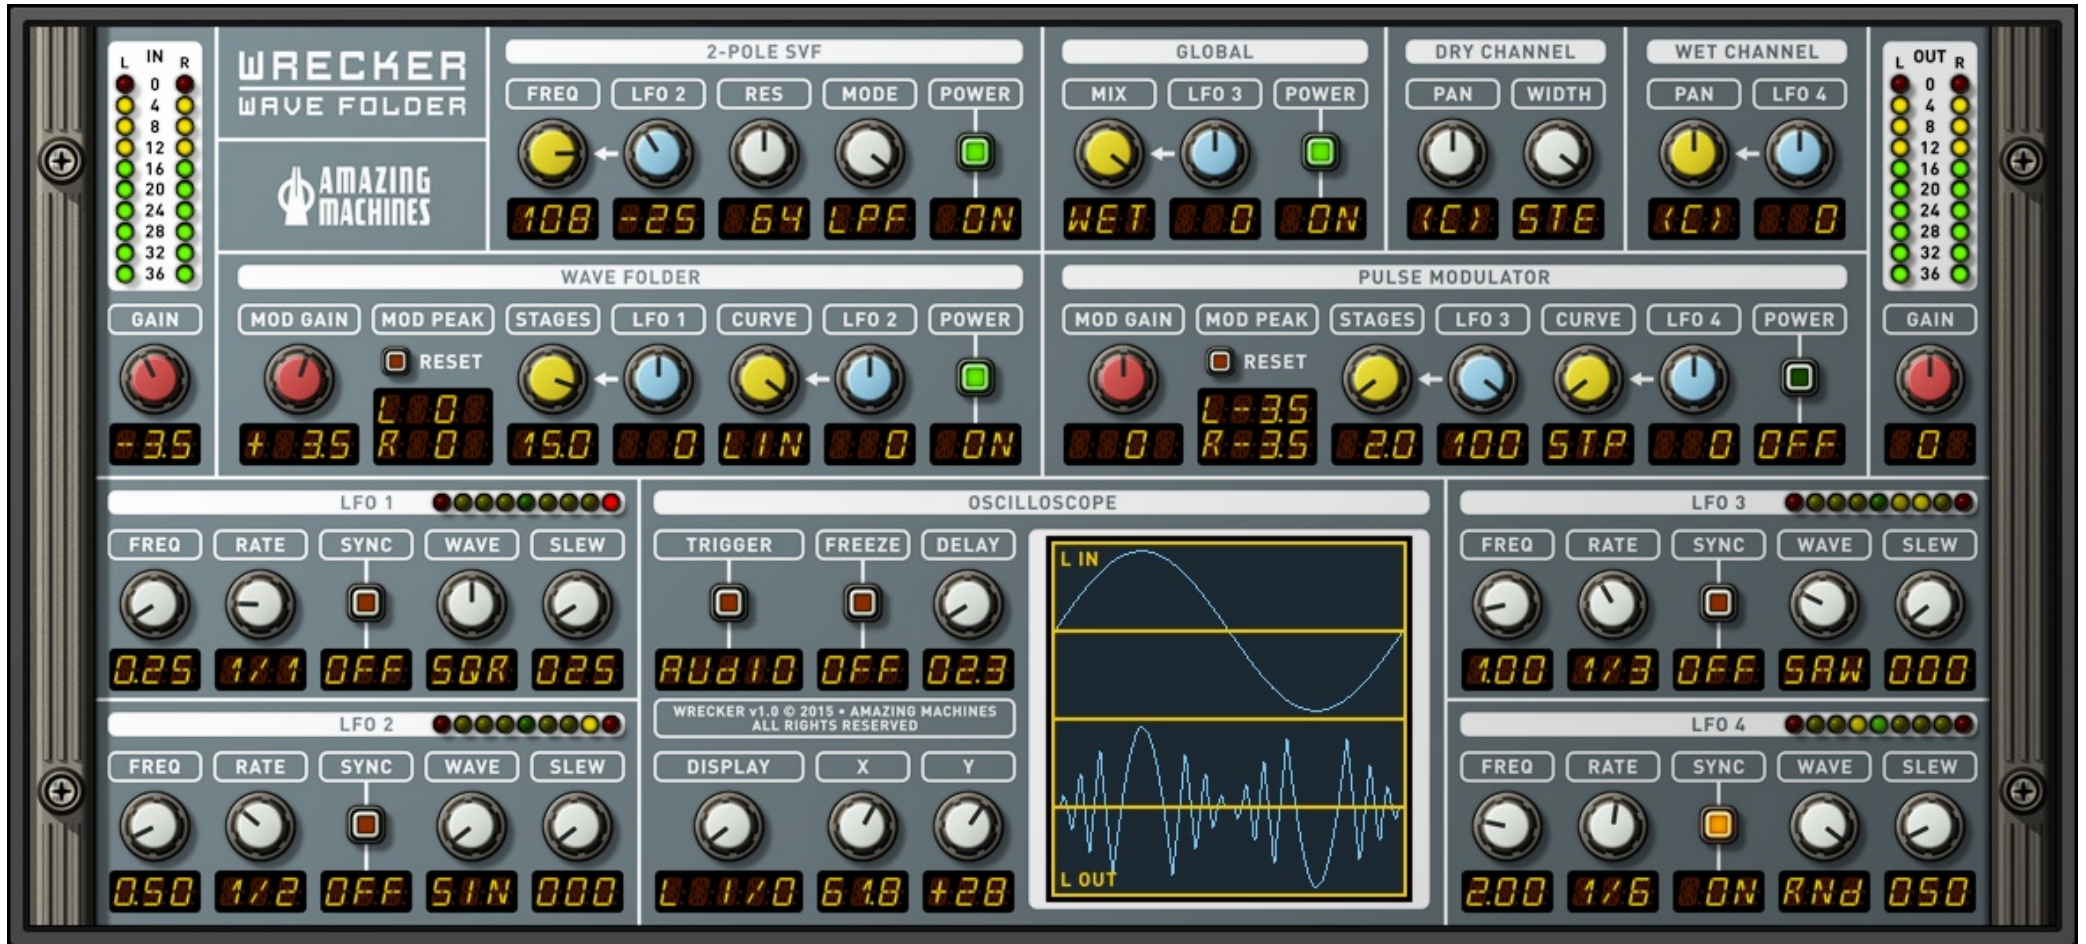 IN
L R
0
4
8
12
16
20
24
28
32
36
GAIN
-3.5
WRECKER
WAVE FOLDER
AMAZING
MACHINES
2-POLE SVF
FREQ LFO 2 RES MODE POWER
108 -25 64 LPF ON
GLOBAL
MIX LFO 3 POWER
WET 0 ON
DRY CHANNEL
PAN WIDTH
<C> STE
WET CHANNEL
PAN LFO 4
<C> 0
OUT
L R
0
4
8
12
16
20
24
28
32
36
GAIN
0
WAVE FOLDER
MOD GAIN MOD PEAK STAGES LFO 1 CURVE LFO 2 POWER
RESET
L 0
R 0
+ 3.5 15.0 0 LIN 0 ON
PULSE MODULATOR
MOD GAIN MOD PEAK STAGES LFO 3 CURVE LFO 4 POWER
RESET
L -3.5
R -3.5
0 2.0 100 STP 0 OFF
LFO 1
FREQ RATE SYNC WAVE SLEW
0.25 1/1 OFF SQR 025
LFO 2
FREQ RATE SYNC WAVE SLEW
0.50 1/2 OFF SIN 000
OSCILLOSCOPE
TRIGGER FREEZE DELAY
AUDIO OFF 02.3
WRECKER v1.0 © 2015 • AMAZING MACHINES
ALL RIGHTS RESERVED
DISPLAY X Y
L I/O 61.8 +28
L IN
L OUT
LFO 3
FREQ RATE SYNC WAVE SLEW
1.00 1/3 OFF SAW 000
LFO 4
FREQ RATE SYNC WAVE SLEW
2.00 1/6 ON RNd 050